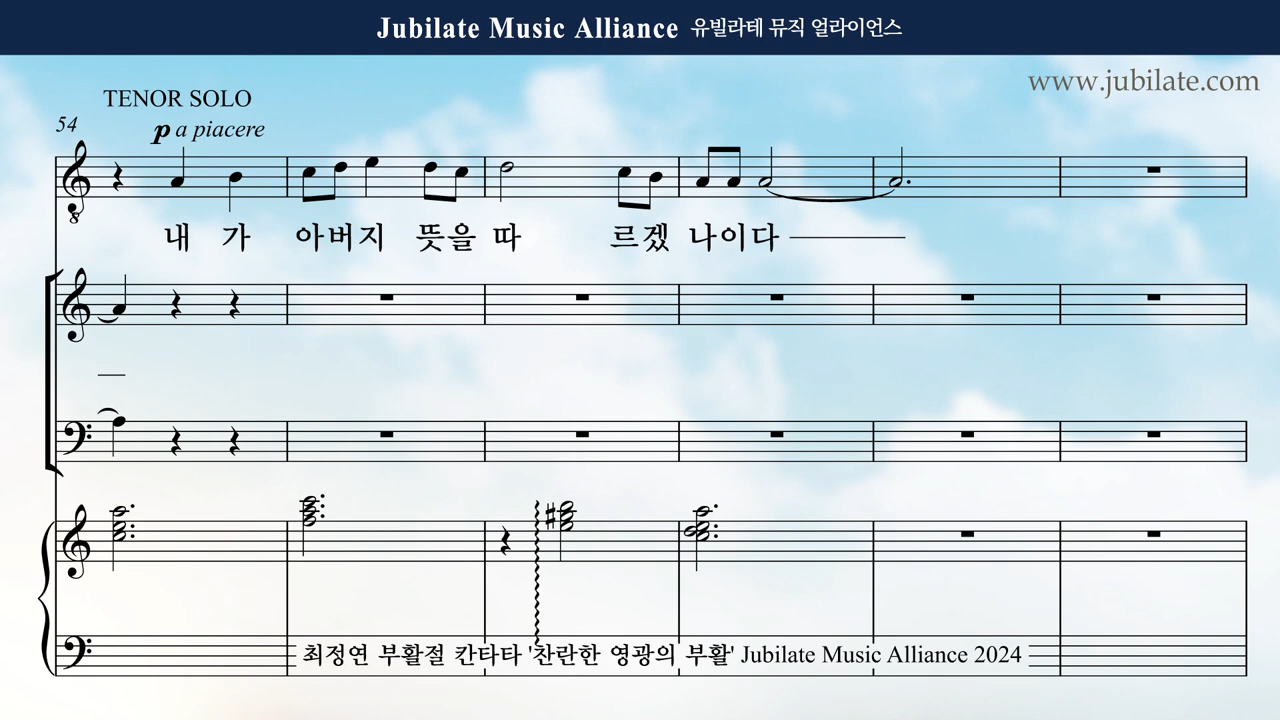 Jubilate Music Alliance 유빌라테 뮤직 얼라이언스
www.jubilate.com
TENOR SOLO
54
p a piacere
8
내 가 아버지 뜻을 따 르겠 나이다
최정연 부활절 칸타타 '찬란한 영광의 부활' Jubilate Music Alliance 2024